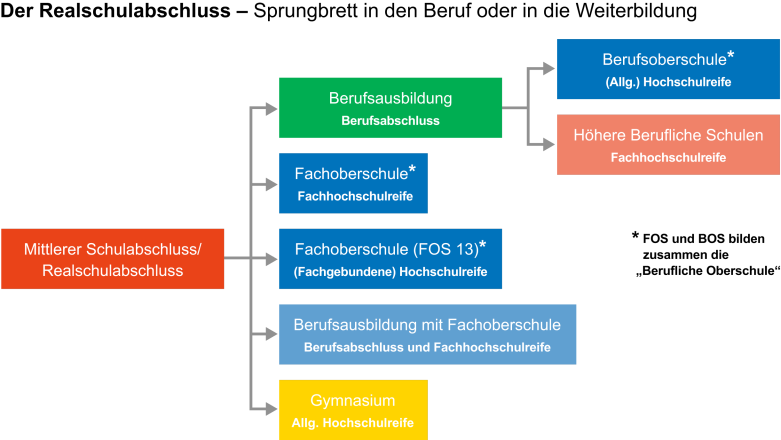 Der Realschulabschluss – Sprungbrett in den Beruf oder in die Weiterbildung
Mittlerer Schulabschluss/
Realschulabschluss
Berufsausbildung
Berufsabschluss
Berufsoberschule*
(Allg.) Hochschulreife
Höhere Berufliche Schulen
Fachhochschulreife
Fachoberschule*
Fachhochschulreife
Fachoberschule (FOS 13)*
(Fachgebundene) Hochschulreife
Berufsausbildung mit Fachoberschule
Berufsabschluss und Fachhochschulreife
Gymnasium
Allg. Hochschulreife
* FOS und BOS bilden
zusammen die
„Berufliche Oberschule“